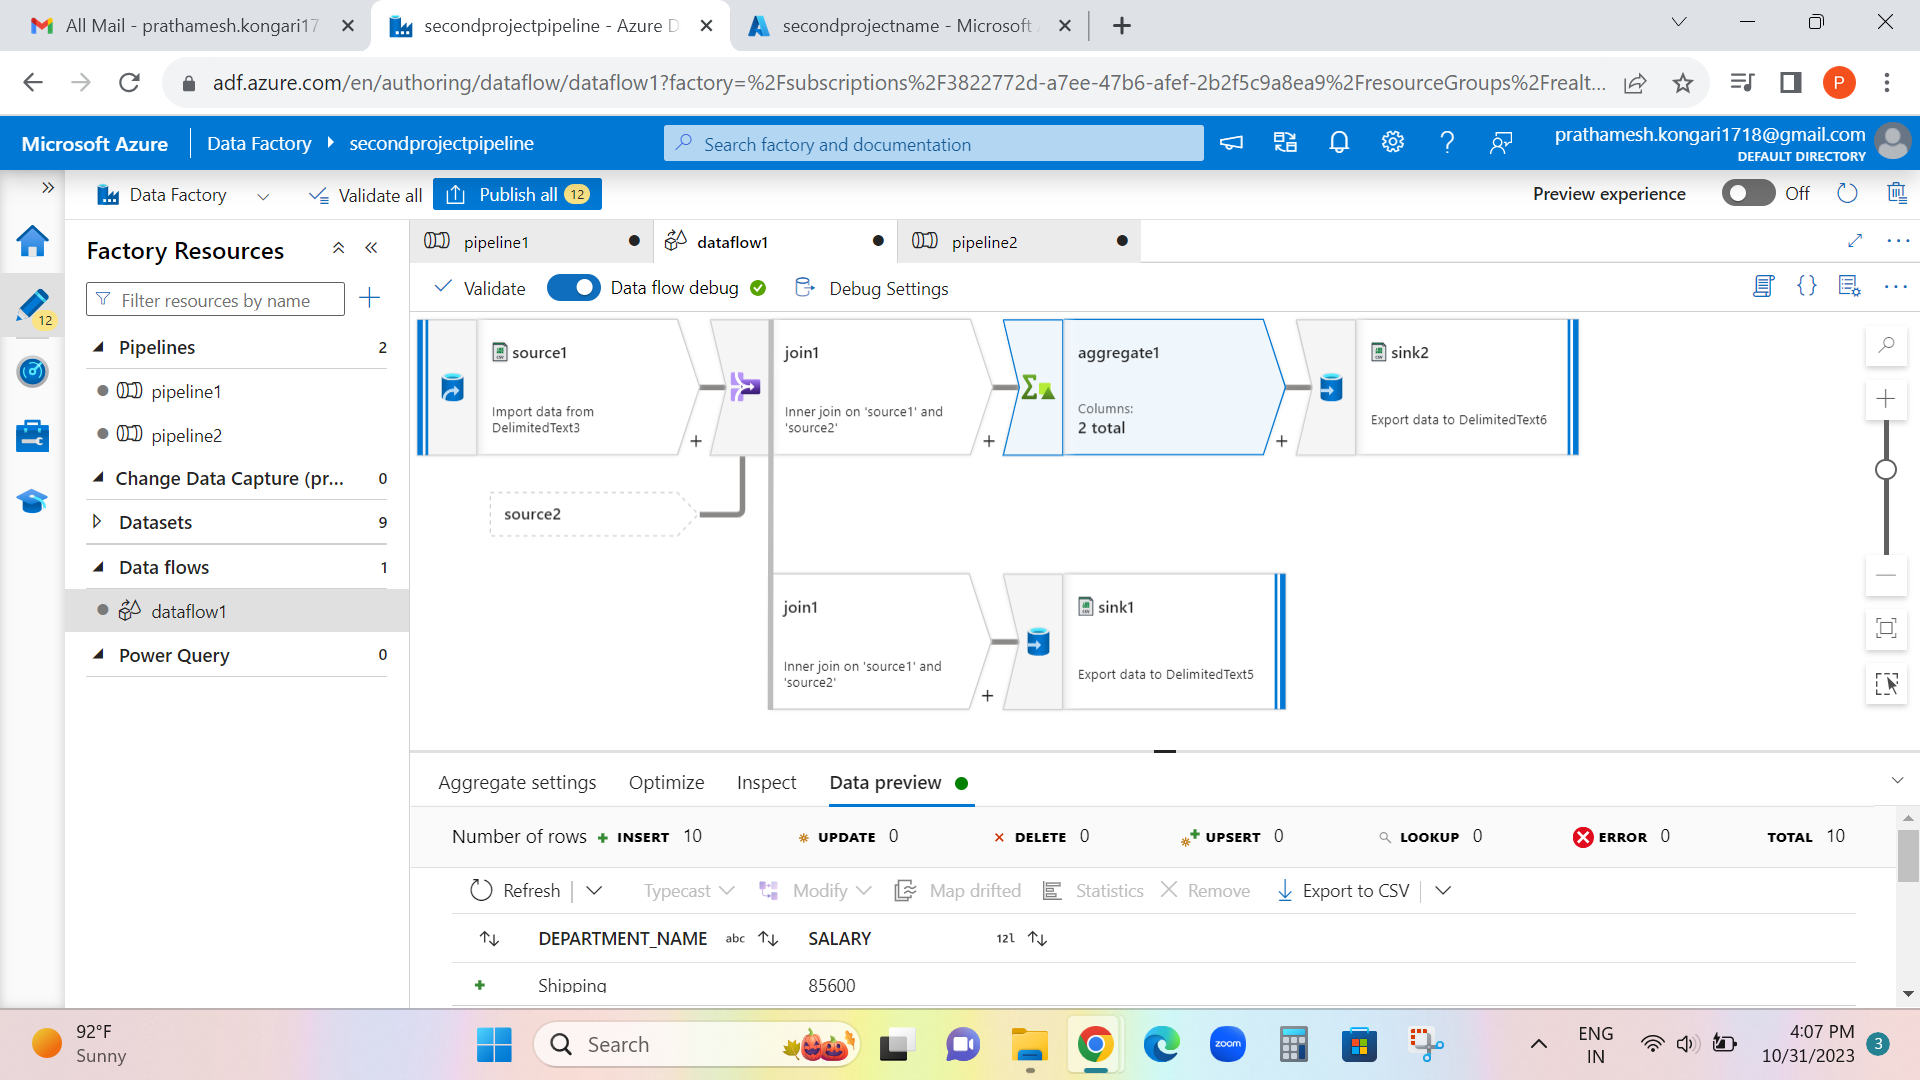 All Mail - prathamesh.kongari17
secondprojectpipeline - Azure D
secondprojectname - Microsoft A
adf.azure.com/en/authoring/dataflow/dataflow1?factory=%2Fsubscriptions%2F3822772d-a7ee-47b6-afef-2b2f5c9a8ea9%2FresourceGroups%2Frealt...
P
Microsoft Azure
Data Factory
secondprojectpipeline
Search factory and documentation
prathamesh.kongari1718@gmail.com
DEFAULT DIRECTORY
Data Factory
Validate all
Publish all 12
Preview experience
Off
Factory Resources
Filter resources by name
12
Pipelines 2
pipeline1
pipeline2
Change Data Capture (pr... 0
Datasets 9
Data flows 1
dataflow1
Power Query 0
pipeline1
dataflow1
pipeline2
Validate
Data flow debug
Debug Settings
source1
Import data from
DelimitedText3
join1
Inner join on 'source1' and
'source2'
aggregate1
Columns:
2 total
sink2
Export data to DelimitedText6
source2
join1
Inner join on 'source1' and
'source2'
sink1
Export data to DelimitedText5
Aggregate settings
Optimize
Inspect
Data preview
Number of rows
INSERT 10
UPDATE 0
DELETE 0
UPSERT 0
LOOKUP 0
ERROR 0
TOTAL 10
Refresh
Typecast
Modify
Map drifted
Statistics
Remove
Export to CSV
DEPARTMENT_NAME abc
SALARY 12l
Shipping 85600
92°F
Sunny
Search
zoom
ENG
IN
4:07 PM
10/31/2023
3